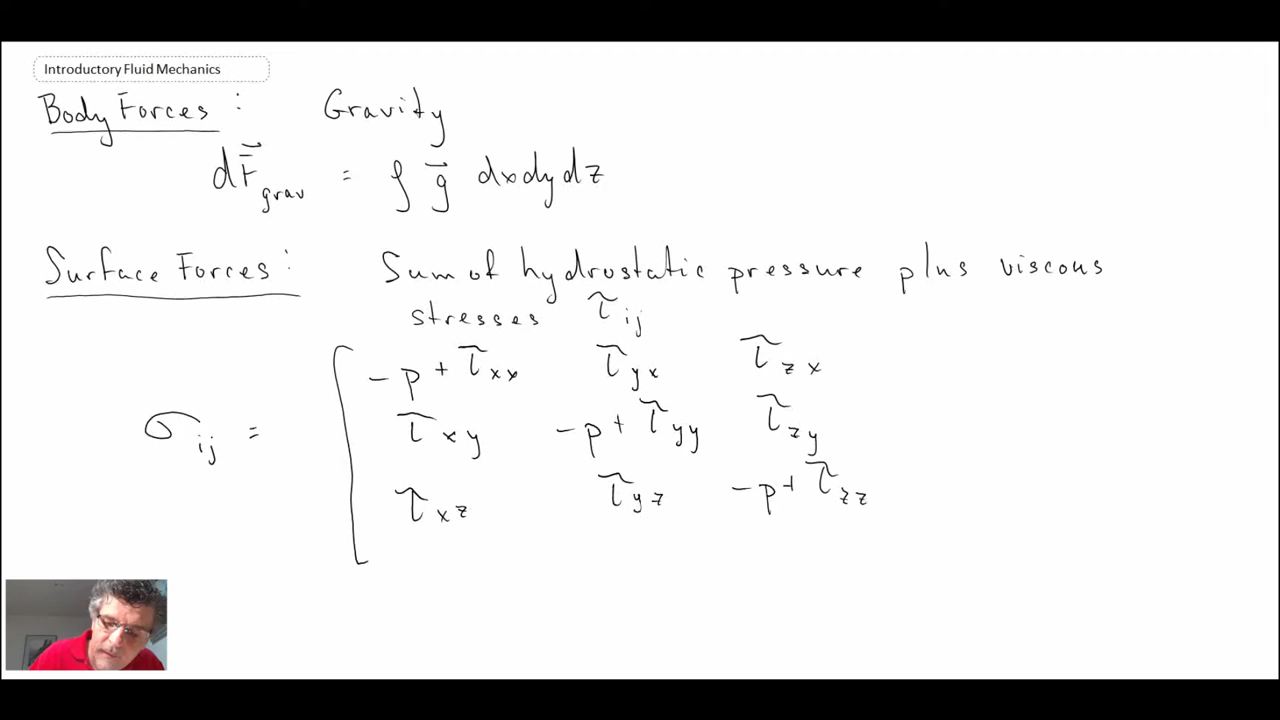 Introductory Fluid Mechanics
Body Forces : Gravity
dF⃗grav = ρ g⃗ dxdydz
Surface Forces : Sum of hydrostatic pressure plus viscous
stresses τij
-p + τxx τyx τzx
σij = τxy -p + τyy τzy
τxz τyz -p + τzz